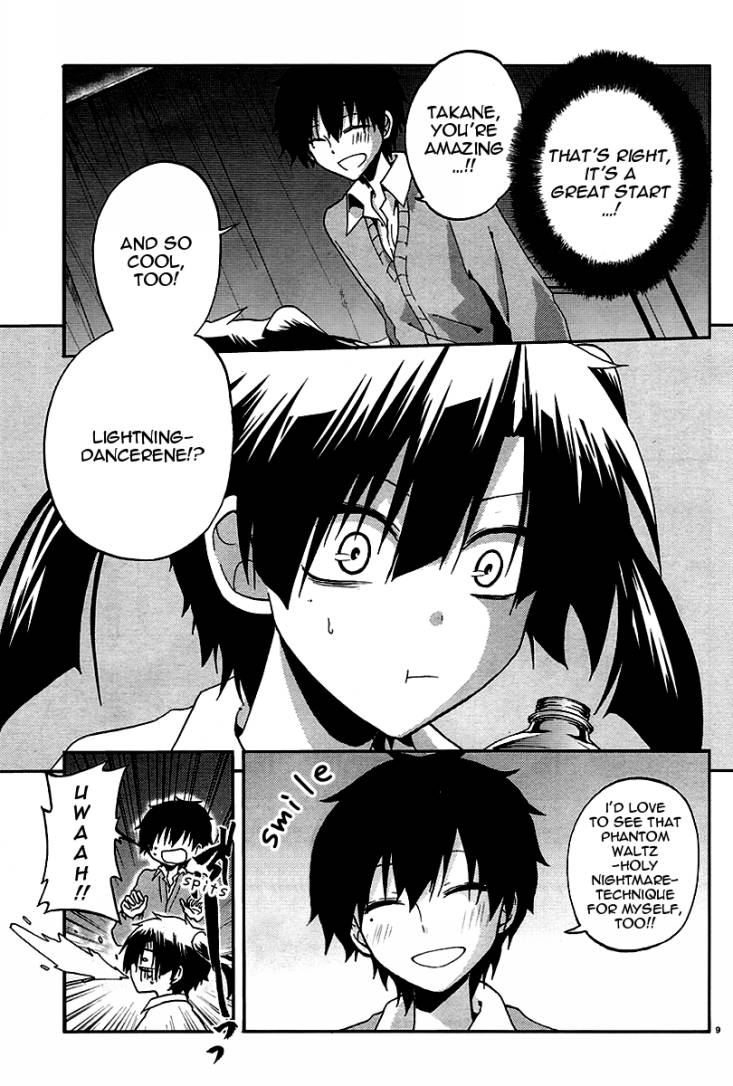 THAT'S RIGHT,
IT'S A
GREAT START
...!
TAKANE,
YOU'RE
AMAZING
...!!
AND SO
COOL,
TOO!
LIGHTNING-
DANCERENE!?
I'D LOVE
TO SEE THAT
PHANTOM
WALTZ
-HOLY
NIGHTMARE-
TECHNIQUE
FOR MYSELF,
TOO!!
smile
UWAAH!!
spits
9